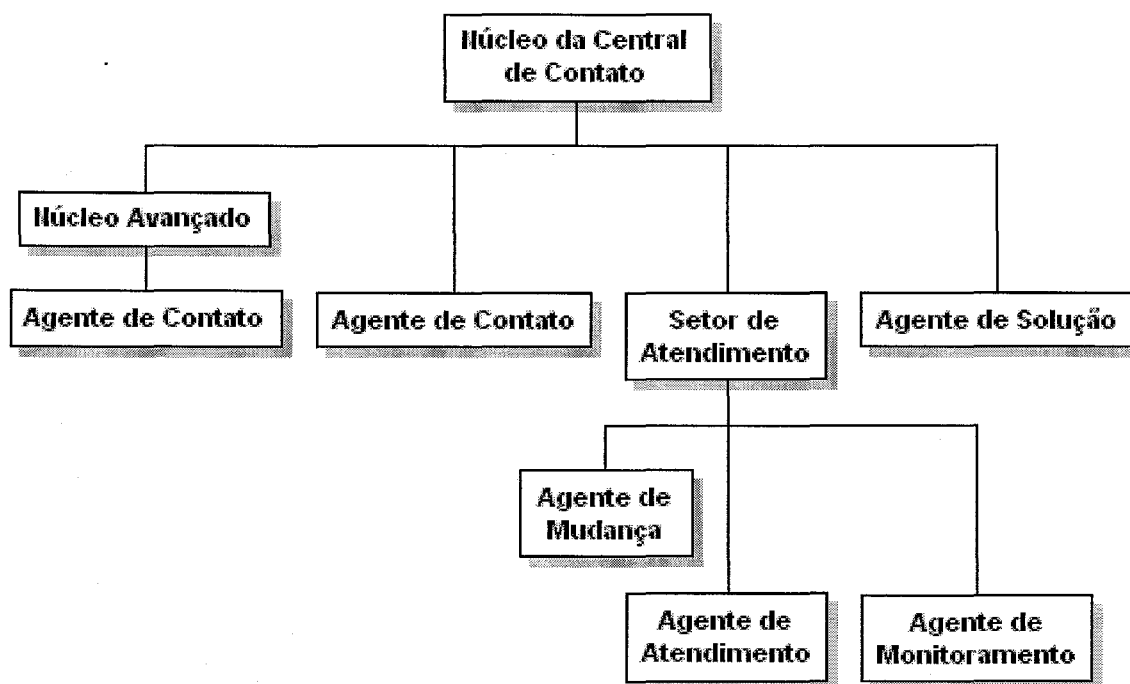 Núcleo da Central
de Contato
Núcleo Avançado
Agente de Contato
Agente de Contato
Setor de
Atendimento
Agente de Solução
Agente de
Mudança
Agente de
Atendimento
Agente de
Monitoramento